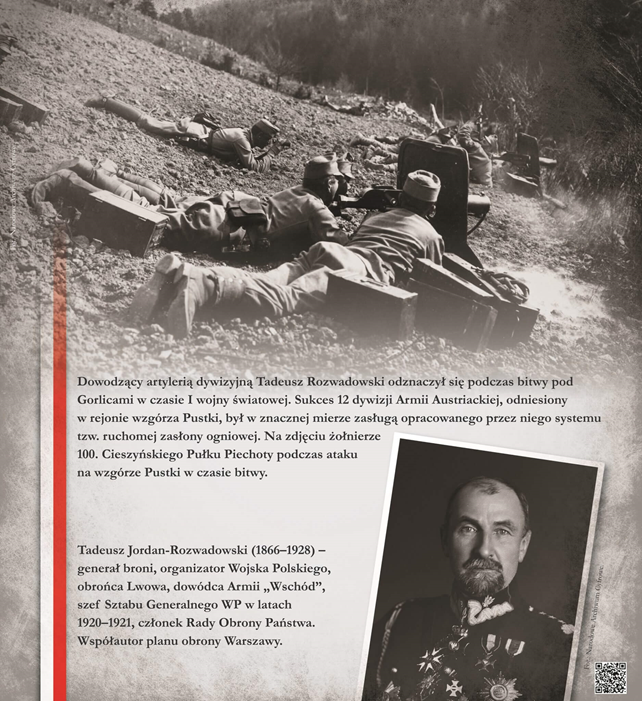 Dowodzący artylerią dywizyjną Tadeusz Rozwadowski odznaczył się podczas bitwy pod
Gorlicami w czasie I wojny światowej. Sukces 12 dywizji Armii Austriackiej, odniesiony
w rejonie wzgórza Pustki, był w znacznej mierze zasługą opracowanego przez niego systemu
tzw. ruchomej zasłony ogniowej. Na zdjęciu żołnierze
100. Cieszyńskiego Pułku Piechoty podczas ataku
na wzgórze Pustki w czasie bitwy.
Tadeusz Jordan-Rozwadowski (1866–1928) –
generał broni, organizator Wojska Polskiego,
obrońca Lwowa, dowódca Armii „Wschód”,
szef Sztabu Generalnego WP w latach
1920–1921, członek Rady Obrony Państwa.
Współautor planu obrony Warszawy.
Fot. Narodowe Archiwum Cyfrowe